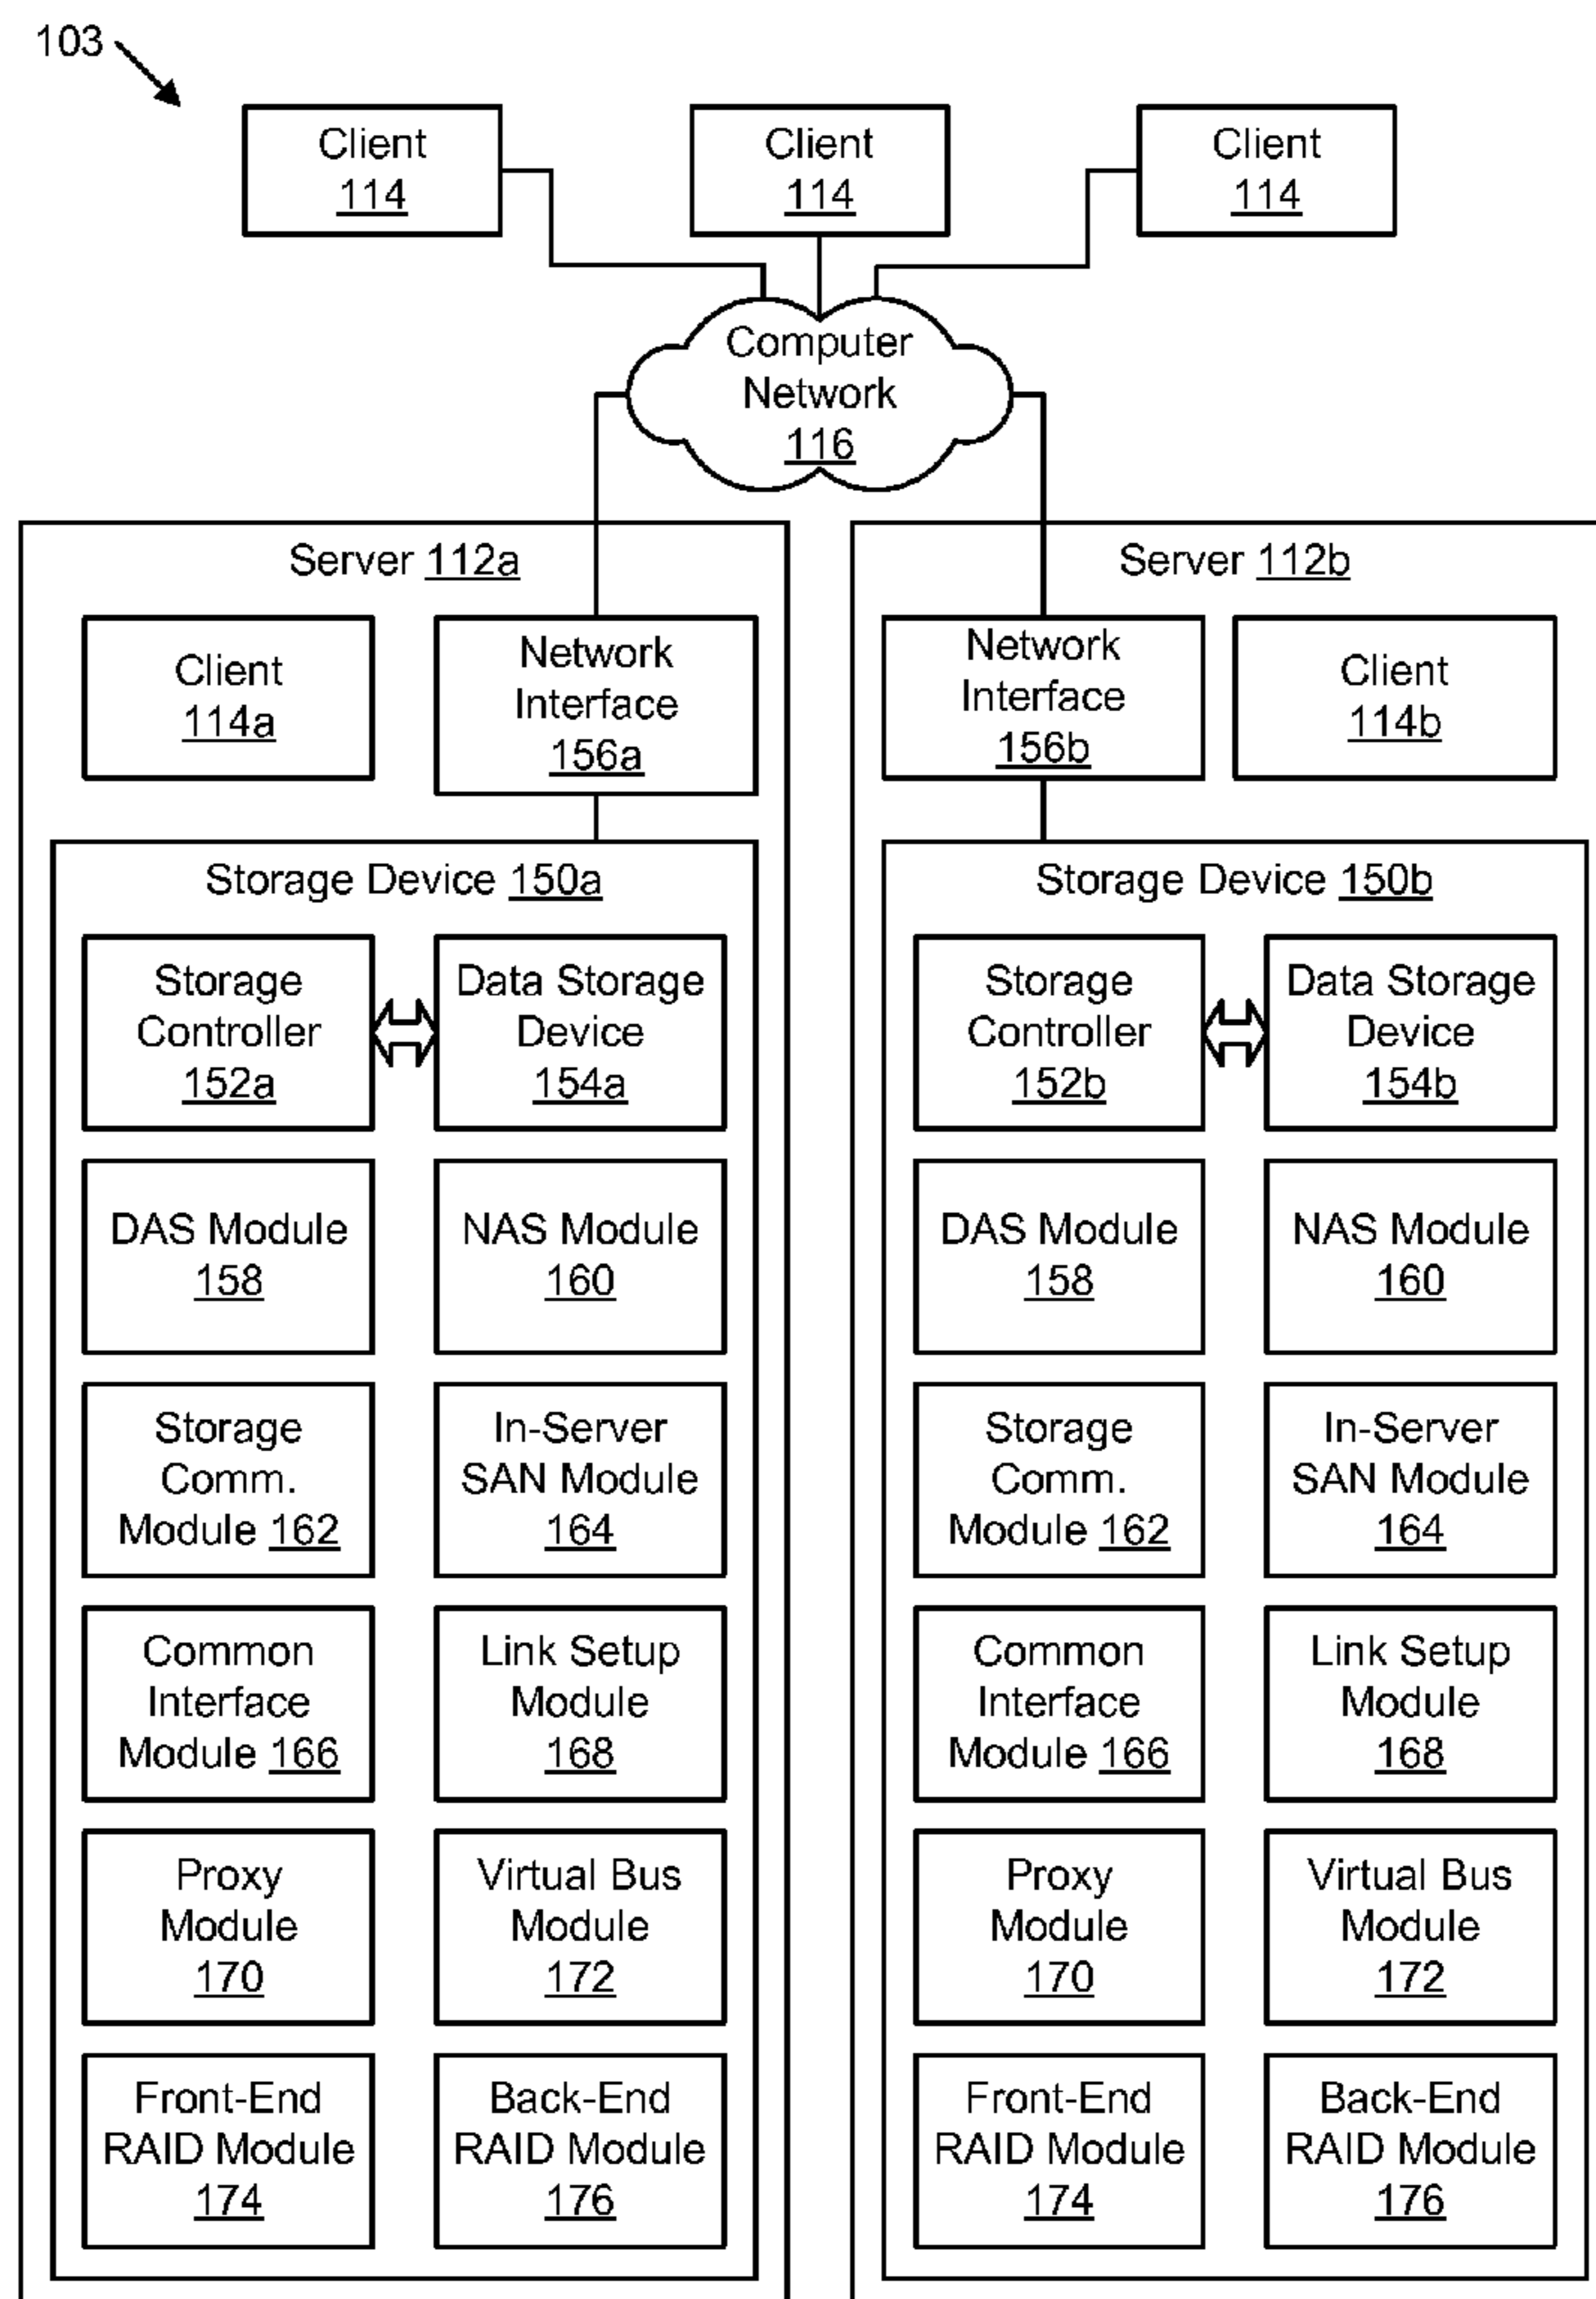 103
Client
114
Client
114
Client
114
Computer
Network
116
Server 112a
Client
114a
Network
Interface
156a
Storage Device 150a
Storage
Controller
152a
Data Storage
Device
154a
DAS Module
158
NAS Module
160
Storage
Comm.
Module 162
In-Server
SAN Module
164
Common
Interface
Module 166
Link Setup
Module
168
Proxy
Module
170
Virtual Bus
Module
172
Front-End
RAID Module
174
Back-End
RAID Module
176
Server 112b
Network
Interface
156b
Client
114b
Storage Device 150b
Storage
Controller
152b
Data Storage
Device
154b
DAS Module
158
NAS Module
160
Storage
Comm.
Module 162
In-Server
SAN Module
164
Common
Interface
Module 166
Link Setup
Module
168
Proxy
Module
170
Virtual Bus
Module
172
Front-End
RAID Module
174
Back-End
RAID Module
176